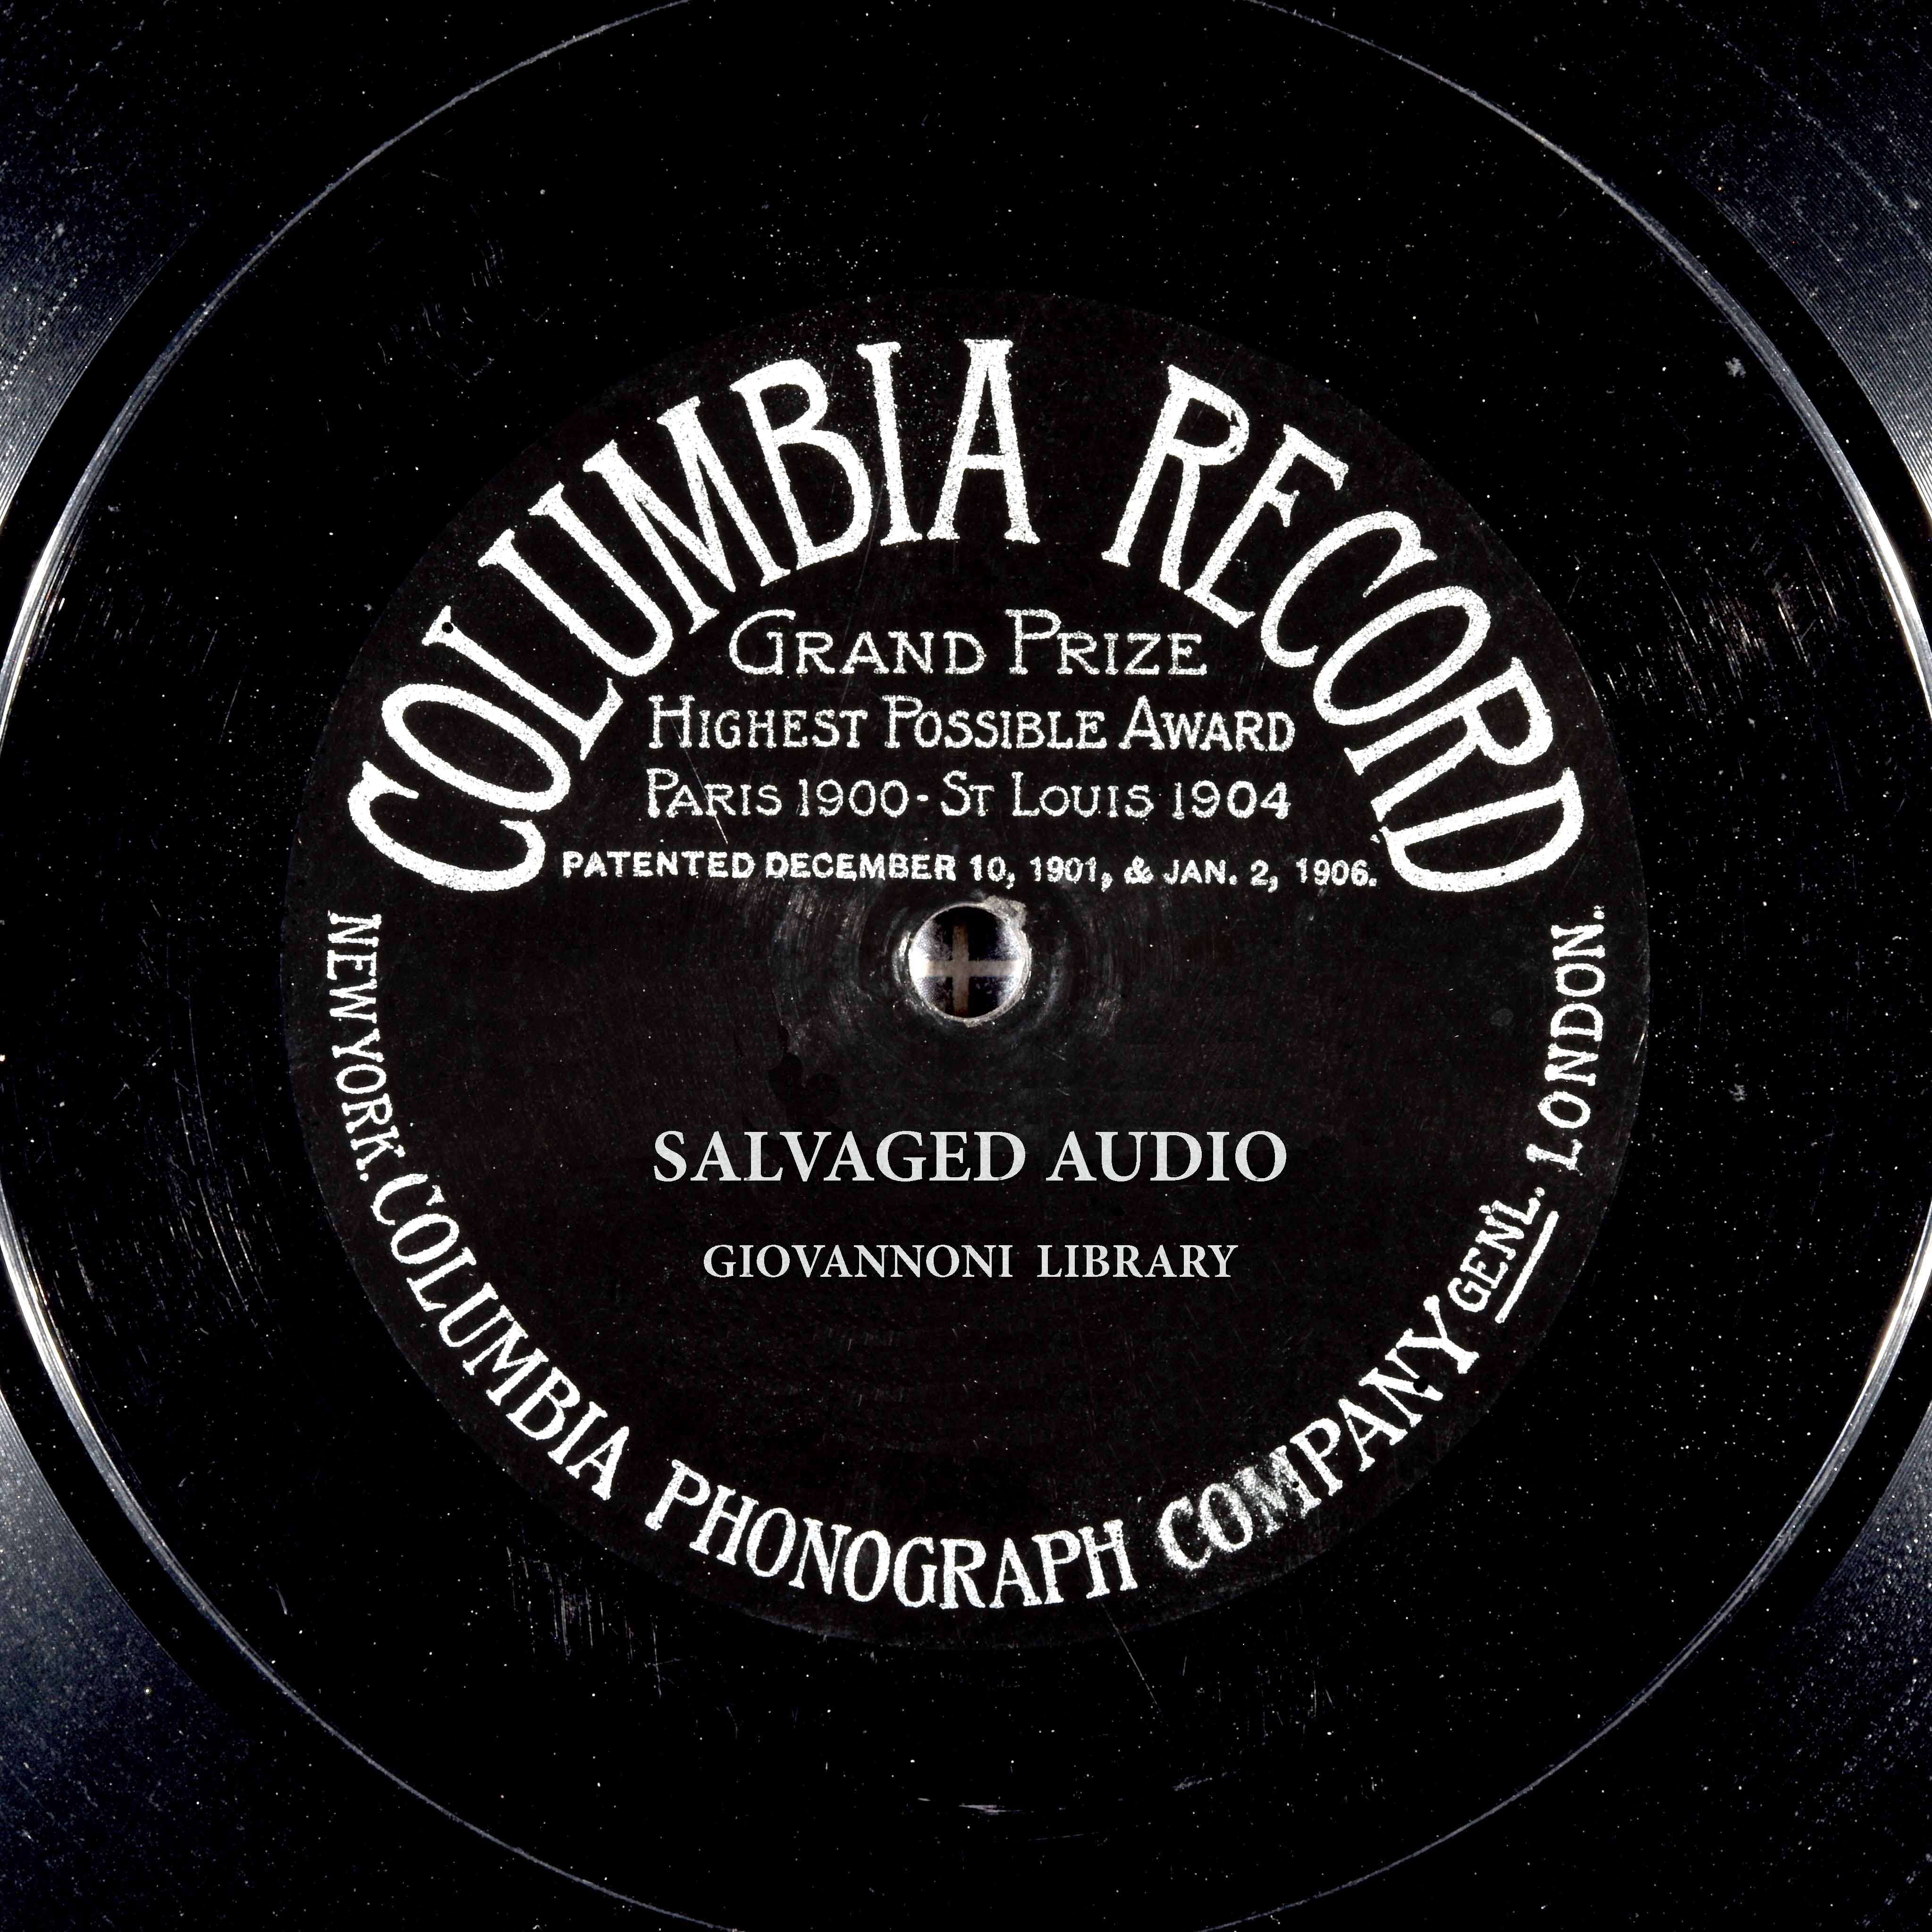 COLUMBIA RECORD
GRAND PRIZE
HIGHEST POSSIBLE AWARD
PARIS 1900 - ST LOUIS 1904
PATENTED DECEMBER 10, 1901, & JAN. 2, 1906.
SALVAGED AUDIO
GIOVANNONI LIBRARY
NEW YORK. COLUMBIA PHONOGRAPH COMPANY GEN'L. LONDON.